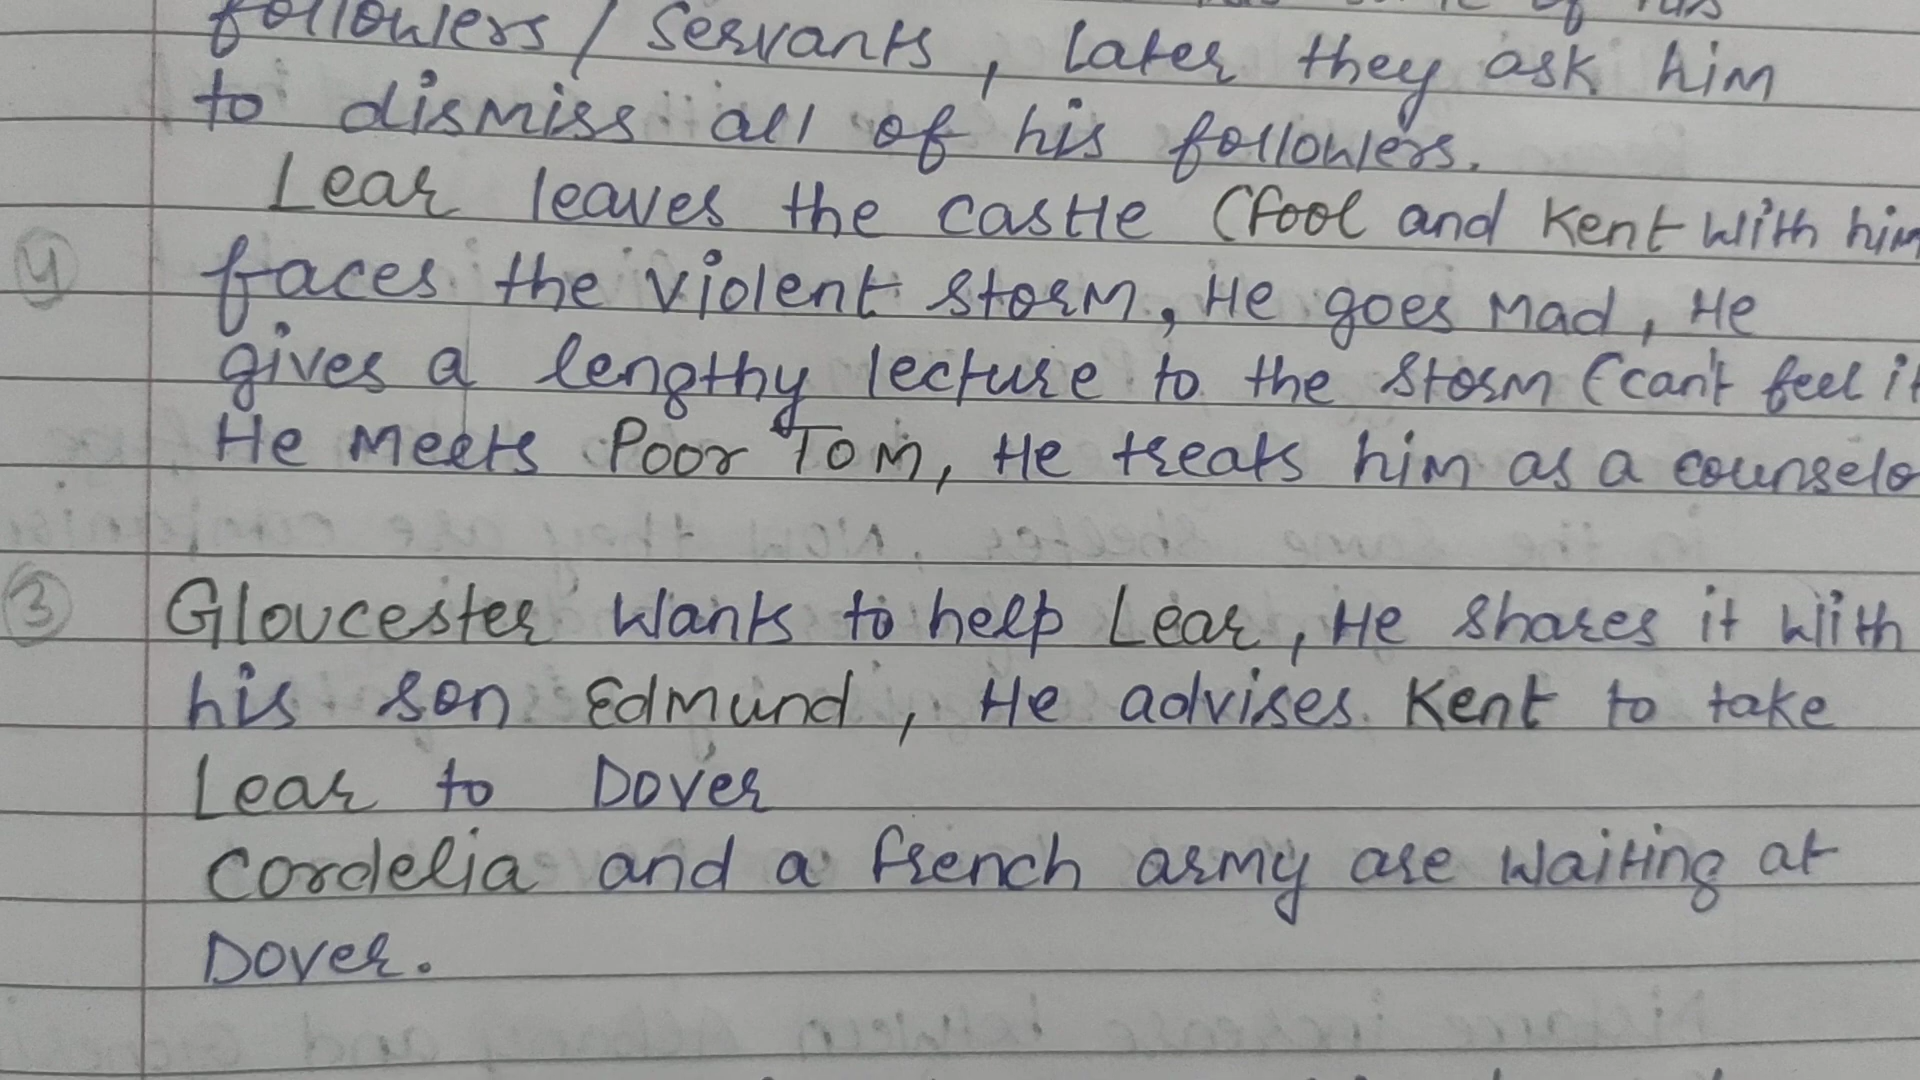 of his
followers / servants, later they ask him
to dismiss all of his followers.
Lear leaves the castle (Fool and Kent with him
4 faces the violent storm, He goes mad, He
gives a lengthy lecture to the storm (can't feel it
He meets Poor Tom, He treats him as a counselo
3 Gloucester wants to help Lear, He shares it with
his son Edmund, He advises Kent to take
Lear to Dover
Cordelia and a french army are waiting at
Dover.